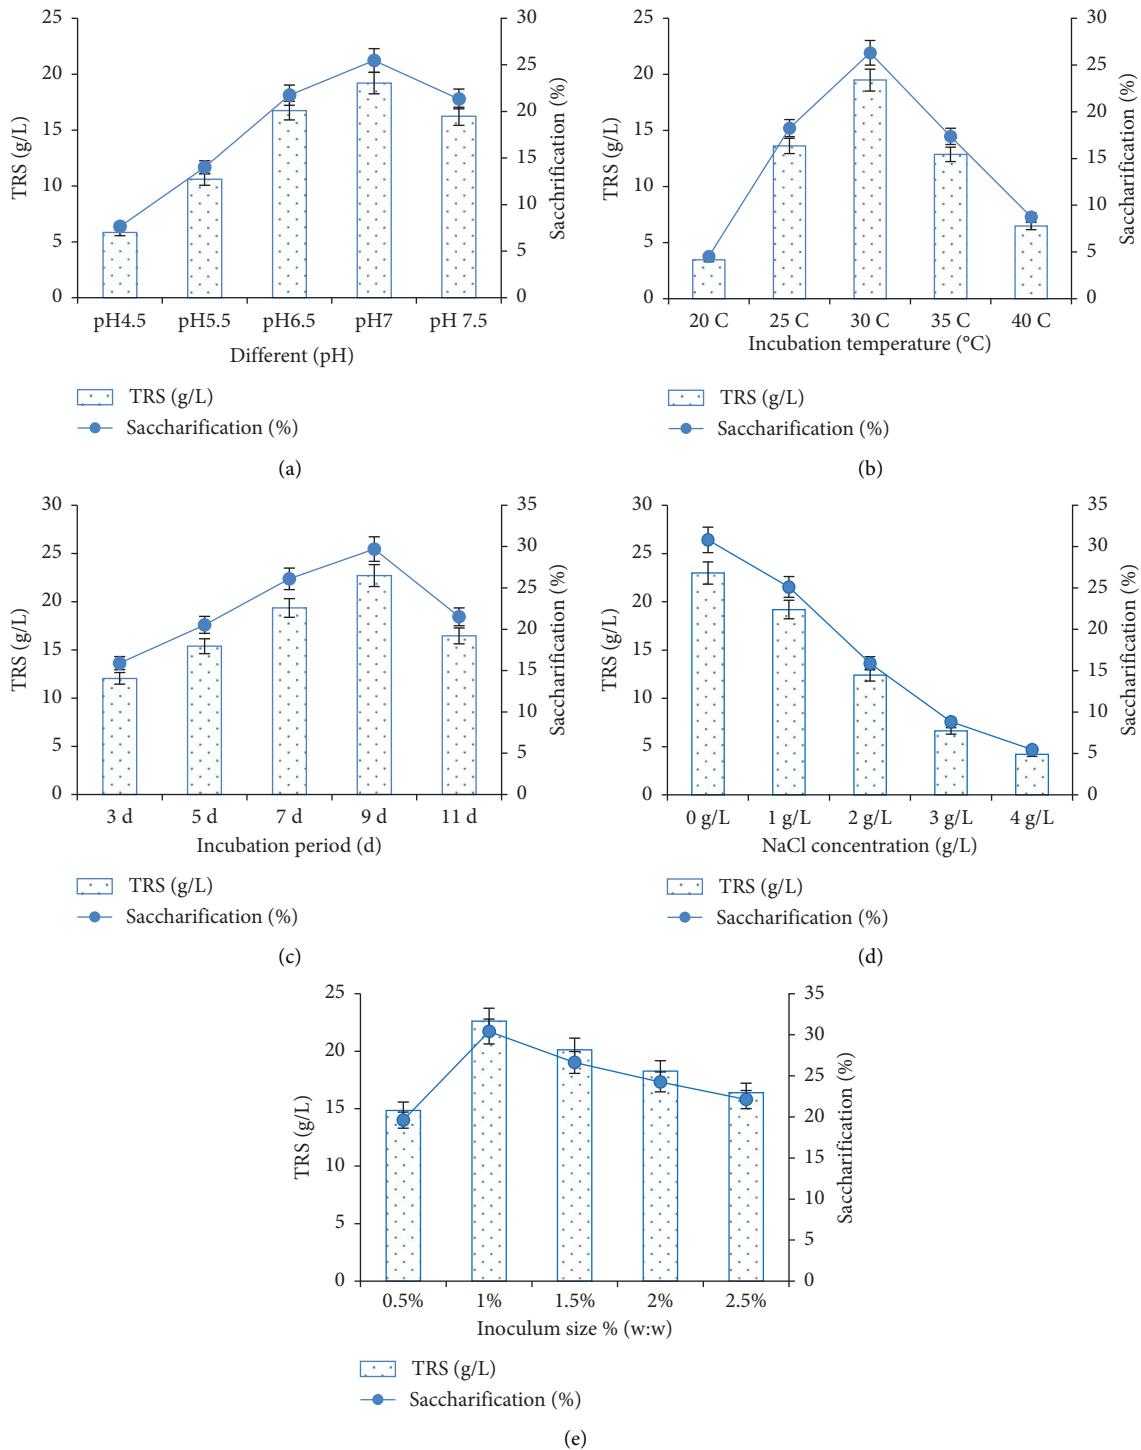 TRS (g/L)
25
20
15
10
5
0
30
25
20
15
10
5
0
Saccharification (%)
pH4.5 pH5.5 pH6.5 pH7 pH 7.5
Different (pH)
TRS (g/L)
Saccharification (%)
(a)
TRS (g/L)
25
20
15
10
5
0
30
25
20
15
10
5
0
Saccharification (%)
20 C 25 C 30 C 35 C 40 C
Incubation temperature (°C)
TRS (g/L)
Saccharification (%)
(b)
TRS (g/L)
30
25
20
15
10
5
0
35
30
25
20
15
10
5
0
Saccharification (%)
3 d 5 d 7 d 9 d 11 d
Incubation period (d)
TRS (g/L)
Saccharification (%)
(c)
TRS (g/L)
30
25
20
15
10
5
0
35
30
25
20
15
10
5
0
Saccharification (%)
0 g/L 1 g/L 2 g/L 3 g/L 4 g/L
NaCl concentration (g/L)
TRS (g/L)
Saccharification (%)
(d)
TRS (g/L)
25
20
15
10
5
0
35
30
25
20
15
10
5
0
Saccharification (%)
0.5% 1% 1.5% 2% 2.5%
Inoculum size % (w:w)
TRS (g/L)
Saccharification (%)
(e)